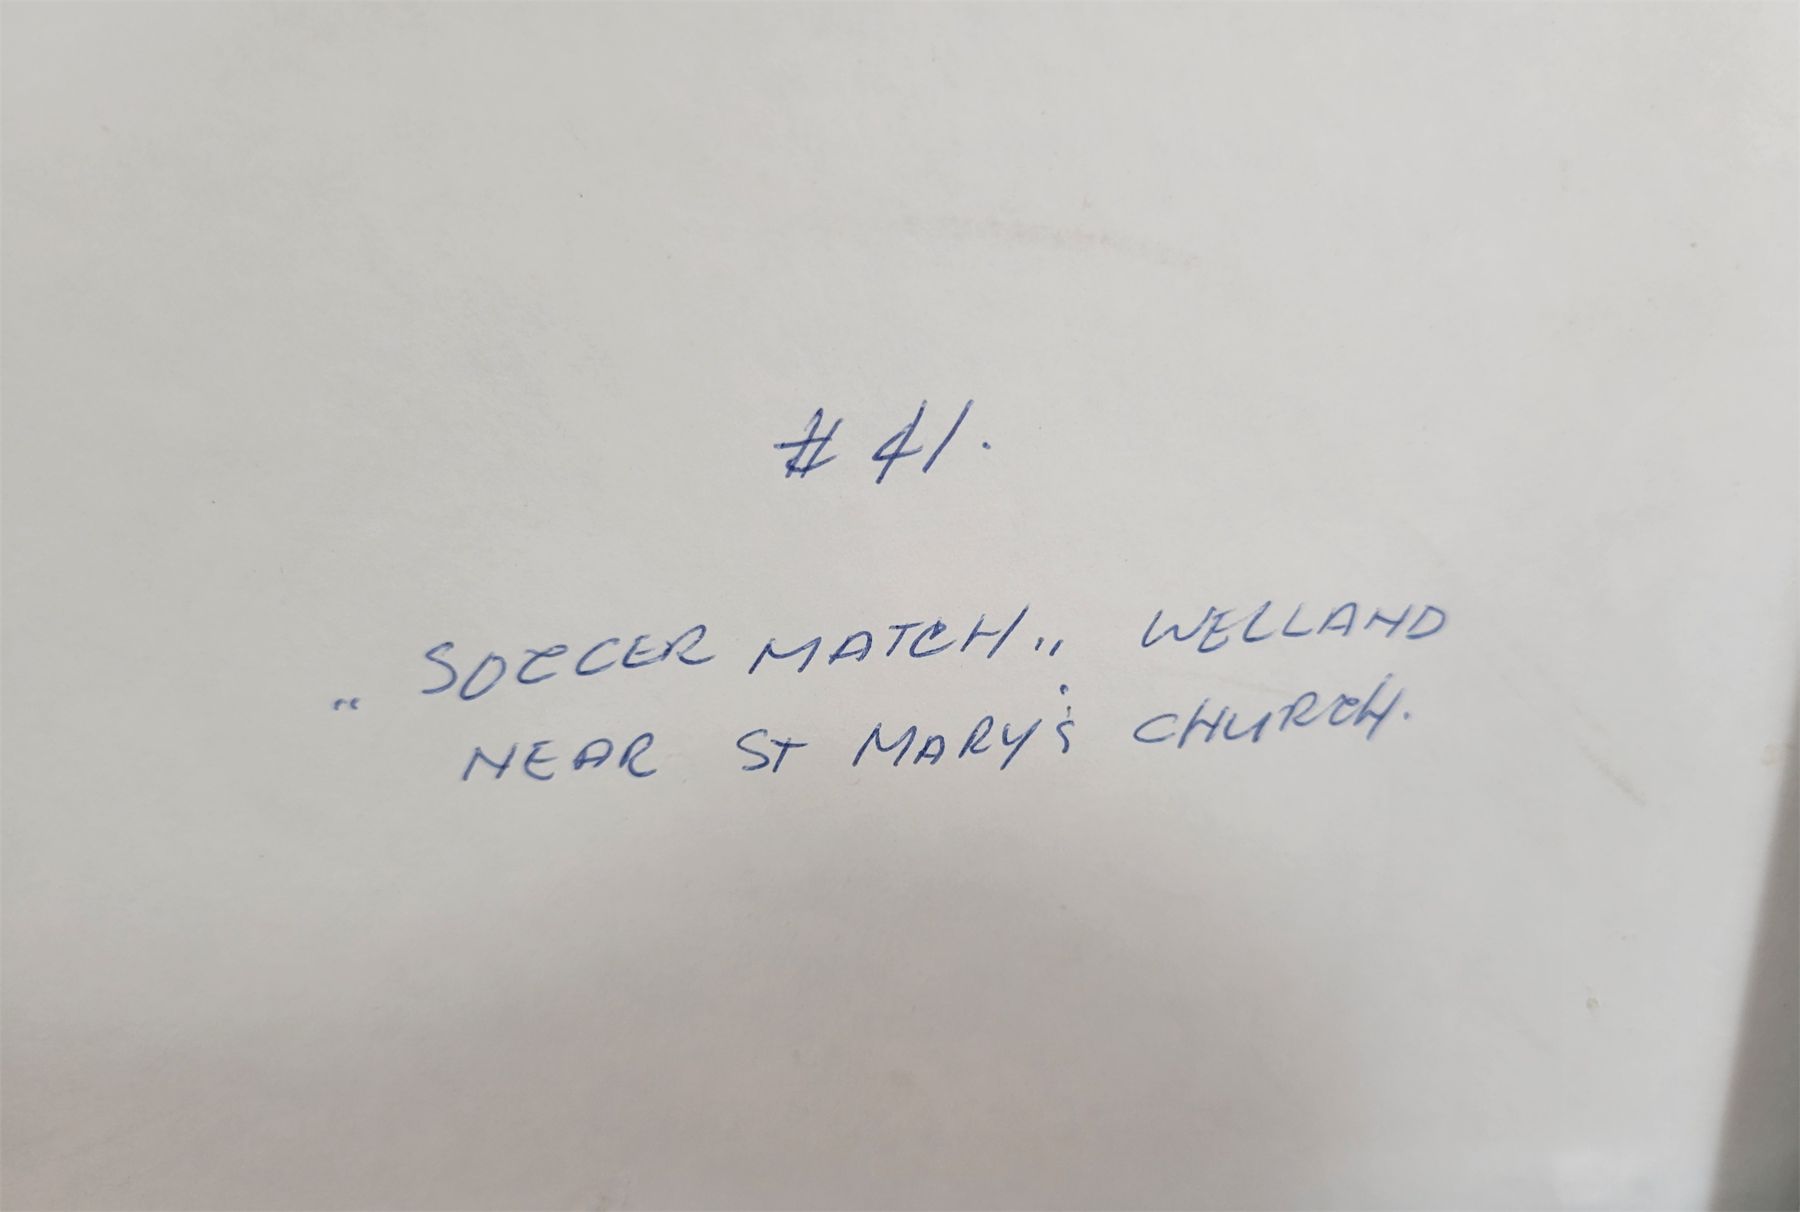 # 41.
„ SOCCER MATCH „ WELLAND
NEAR ST MARY's CHURCH.